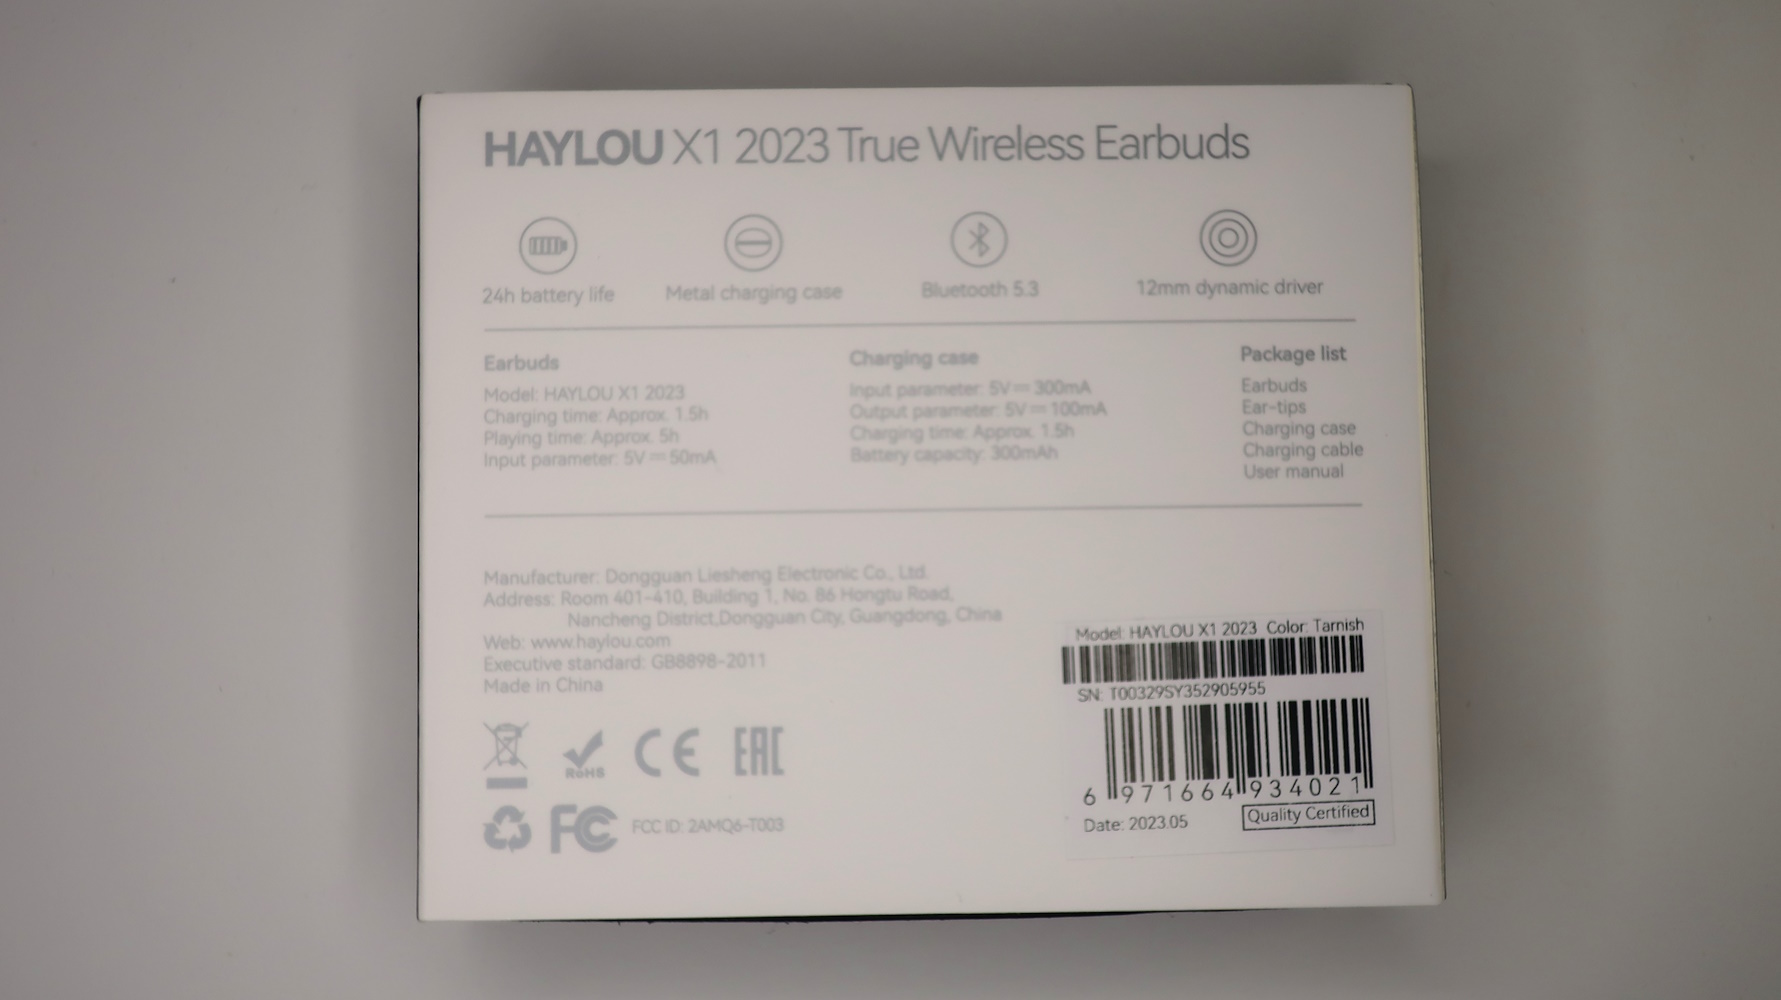 HAYLOU X1 2023 True Wireless Earbuds
24h battery life
Metal charging case
Bluetooth 5.3
12mm dynamic driver
Earbuds
Model: HAYLOU X1 2023
Charging time: Approx. 1.5h
Playing time: Approx. 5h
Input parameter: 5V⎓50mA
Charging case
Input parameter: 5V⎓300mA
Output parameter: 5V⎓100mA
Charging time: Approx. 1.5h
Battery capacity: 300mAh
Package list
Earbuds
Ear-tips
Charging case
Charging cable
User manual
Manufacturer: Dongguan Liesheng Electronic Co., Ltd.
Address: Room 401-410, Building 1, No. 86 Hongtu Road,
Nancheng District,Dongguan City, Guangdong, China
Web: www.haylou.com
Executive standard: GB8898-2011
Made in China
RoHS
CE
EAC
FC
FCC ID: 2AMQ6-T003
Model: HAYLOU X1 2023 Color: Tarnish
SN: T00329SY352905955
6 971664 934021
Date: 2023.05
Quality Certified